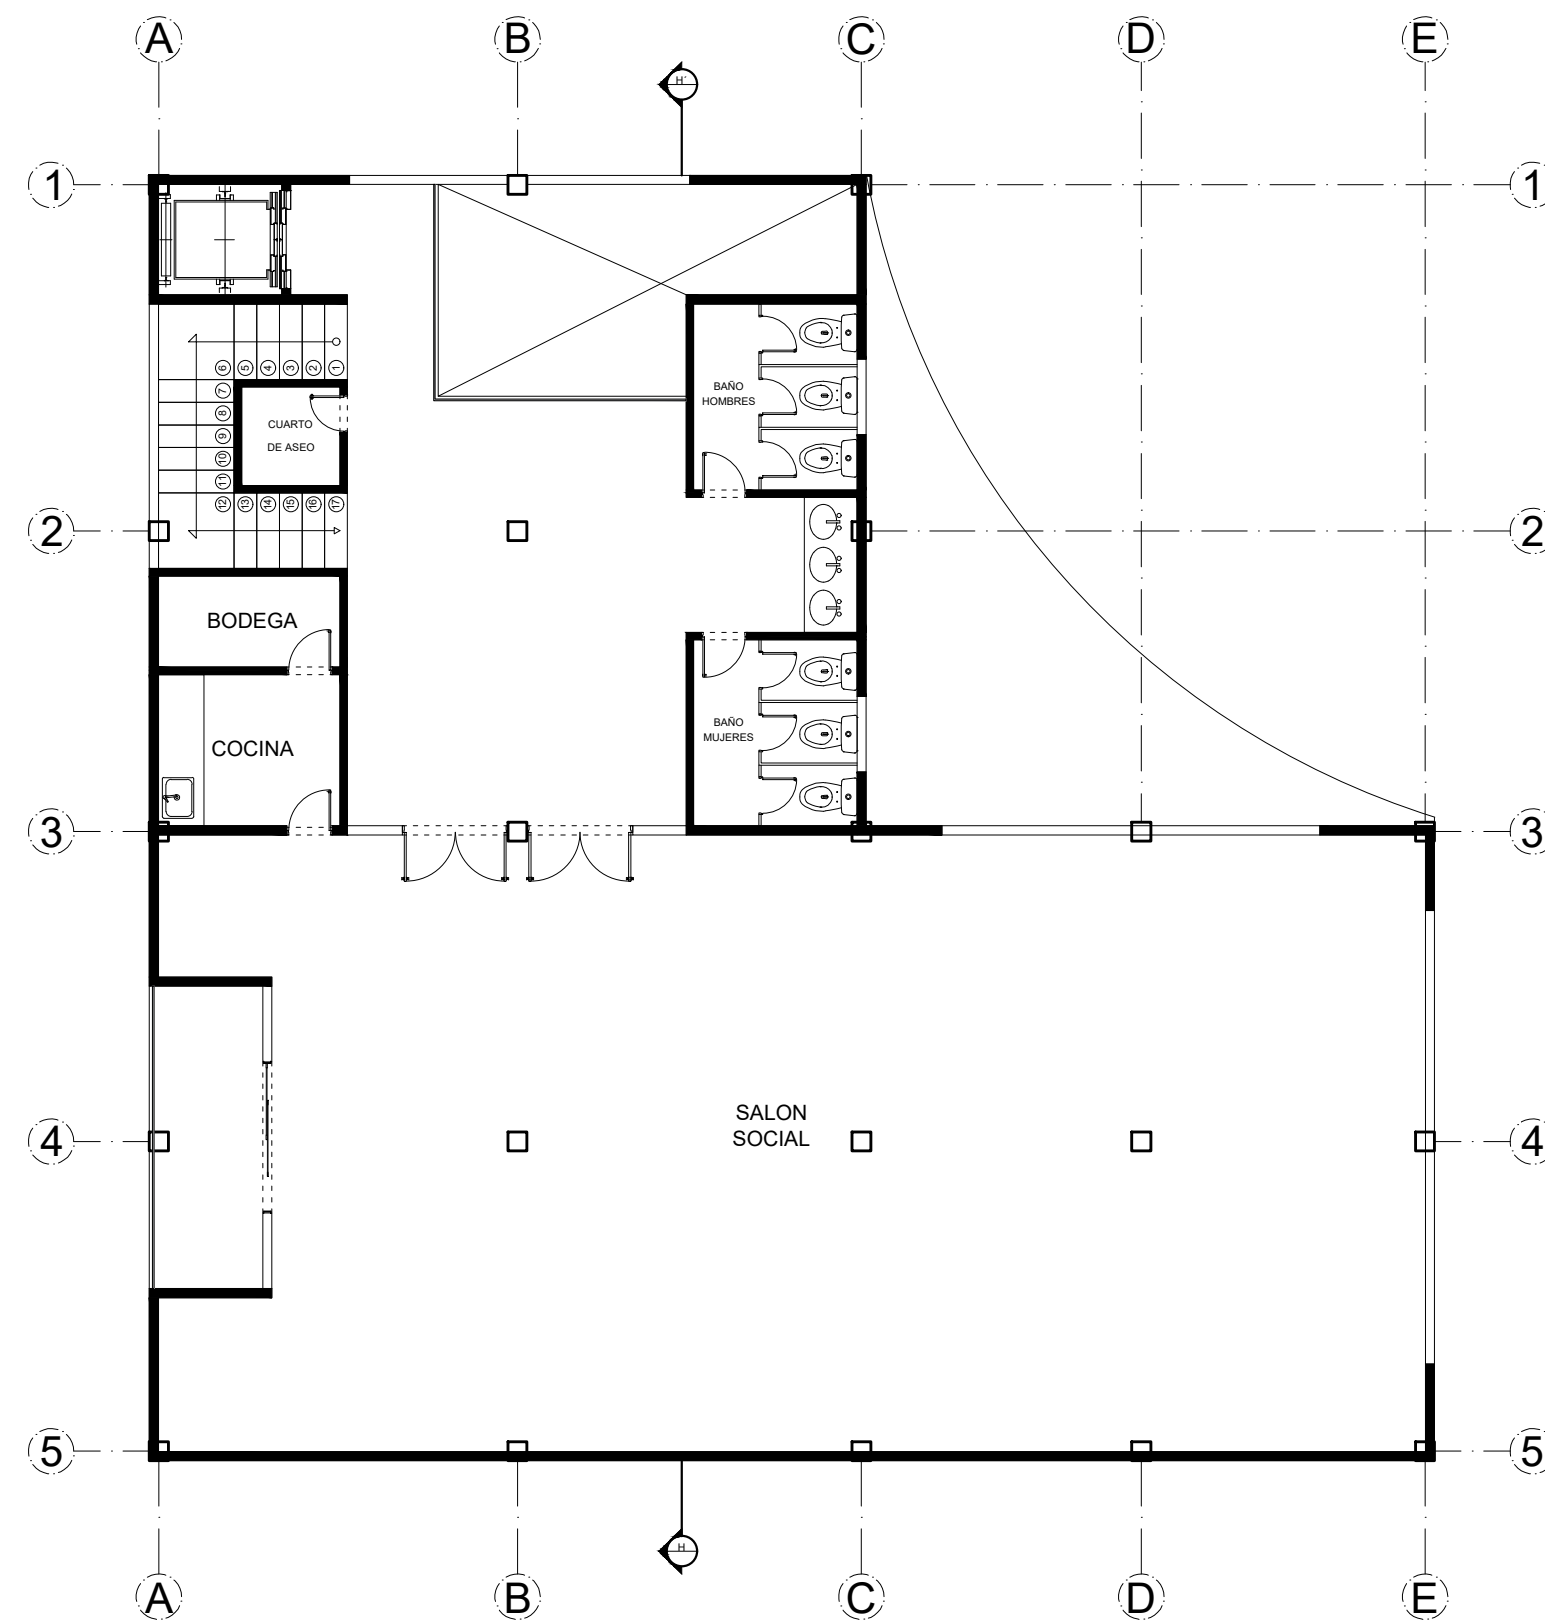 A B C D E
H'
1 1
6 5 4 3 2 1
7
8
9
10
11
12 13 14 15 16 17
CUARTO
DE ASEO
BAÑO
HOMBRES
2 2
BODEGA
COCINA
BAÑO
MUJERES
3 3
SALON
SOCIAL
4 4
5 5
H
A B C D E